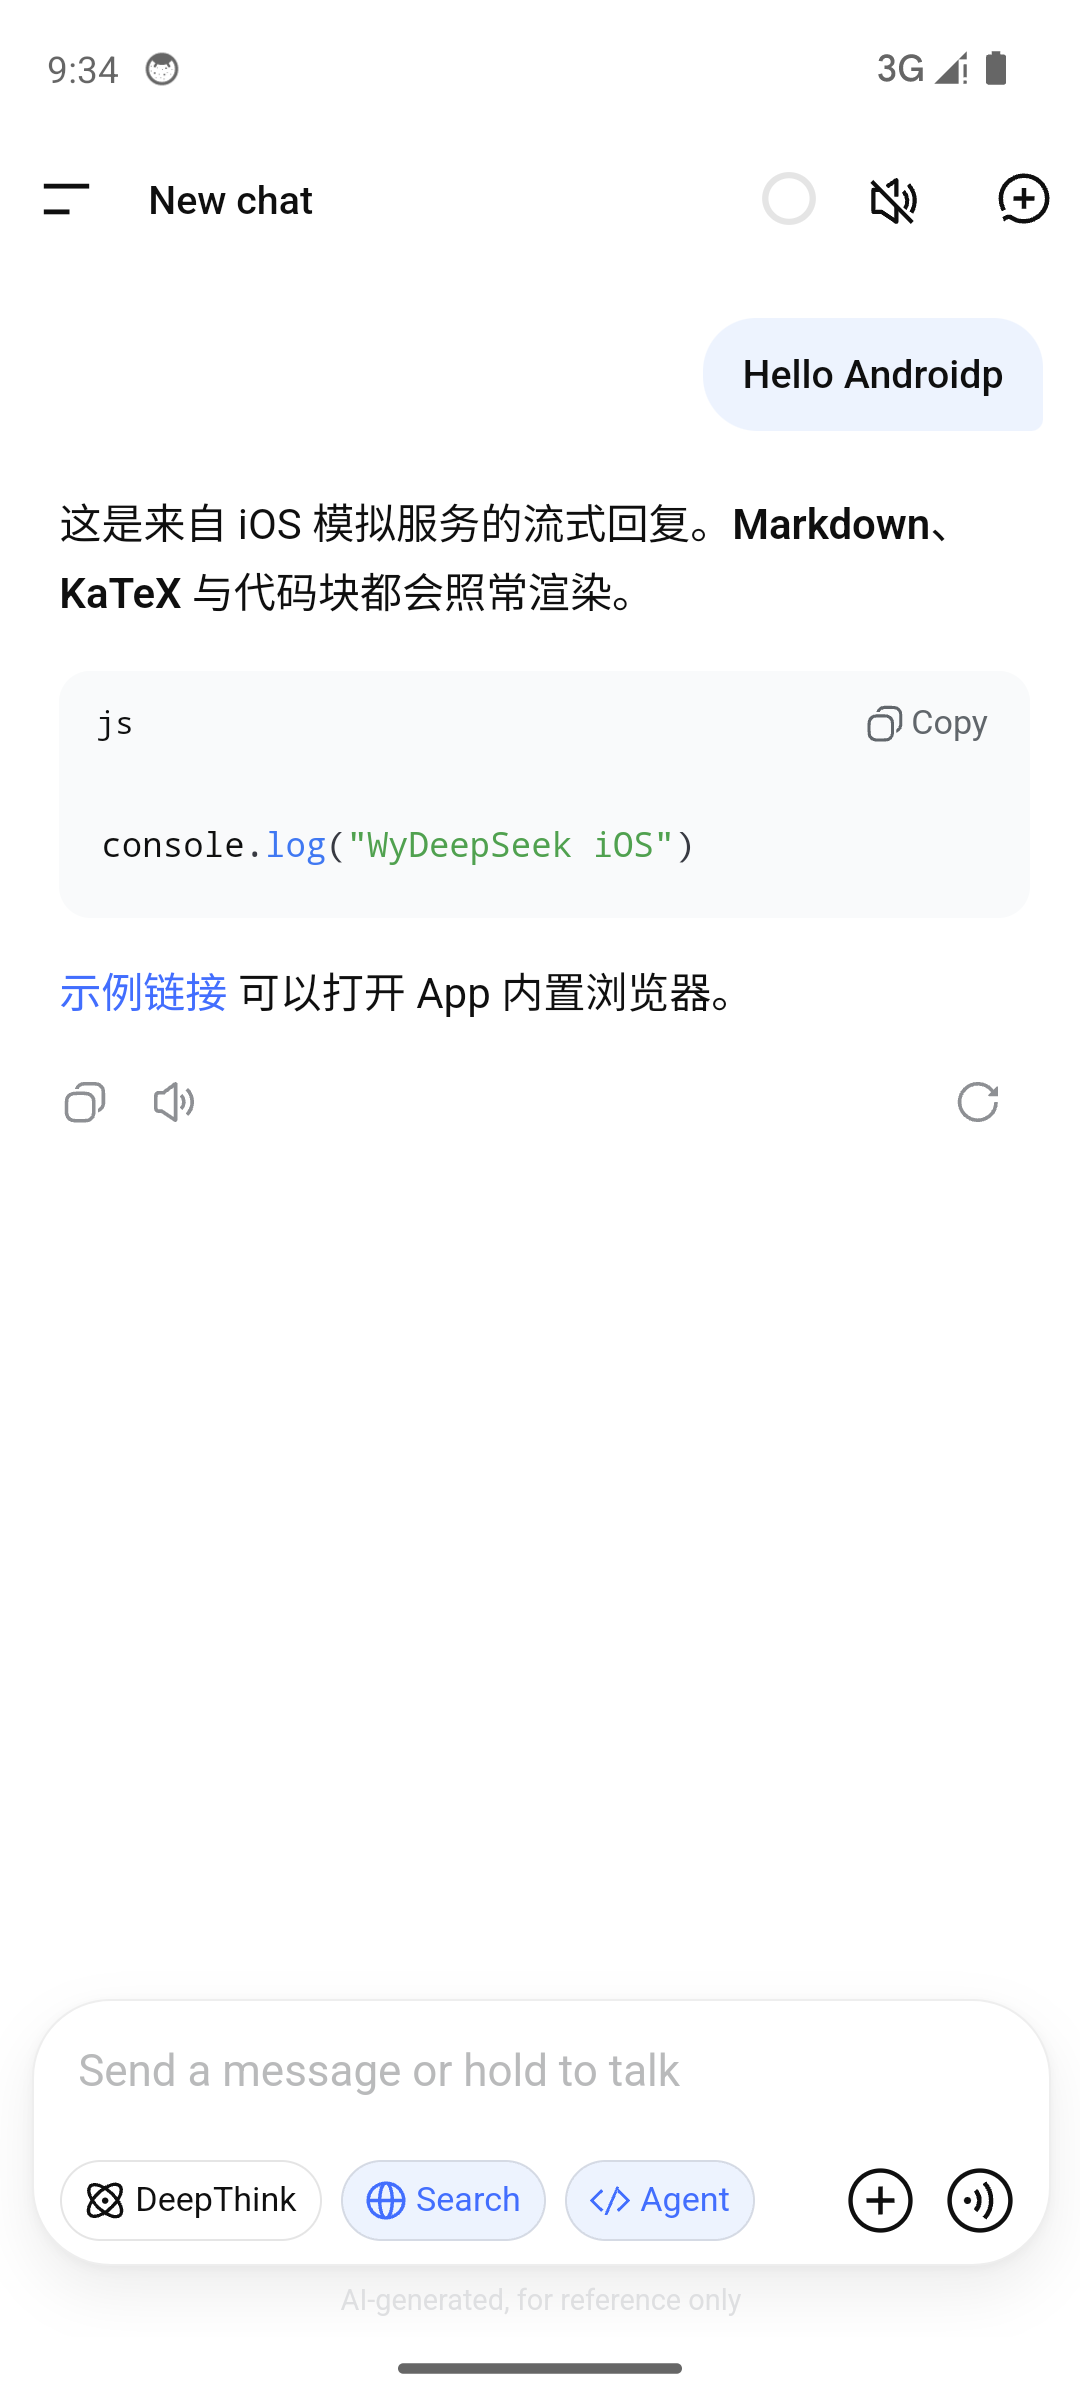 9:34
3G
New chat
Hello Androidp
这是来自 iOS 模拟服务的流式回复。Markdown、
KaTeX 与代码块都会照常渲染。
js
Copy
console.log("WyDeepSeek iOS")
示例链接 可以打开 App 内置浏览器。
Send a message or hold to talk
DeepThink
Search
Agent
AI-generated, for reference only